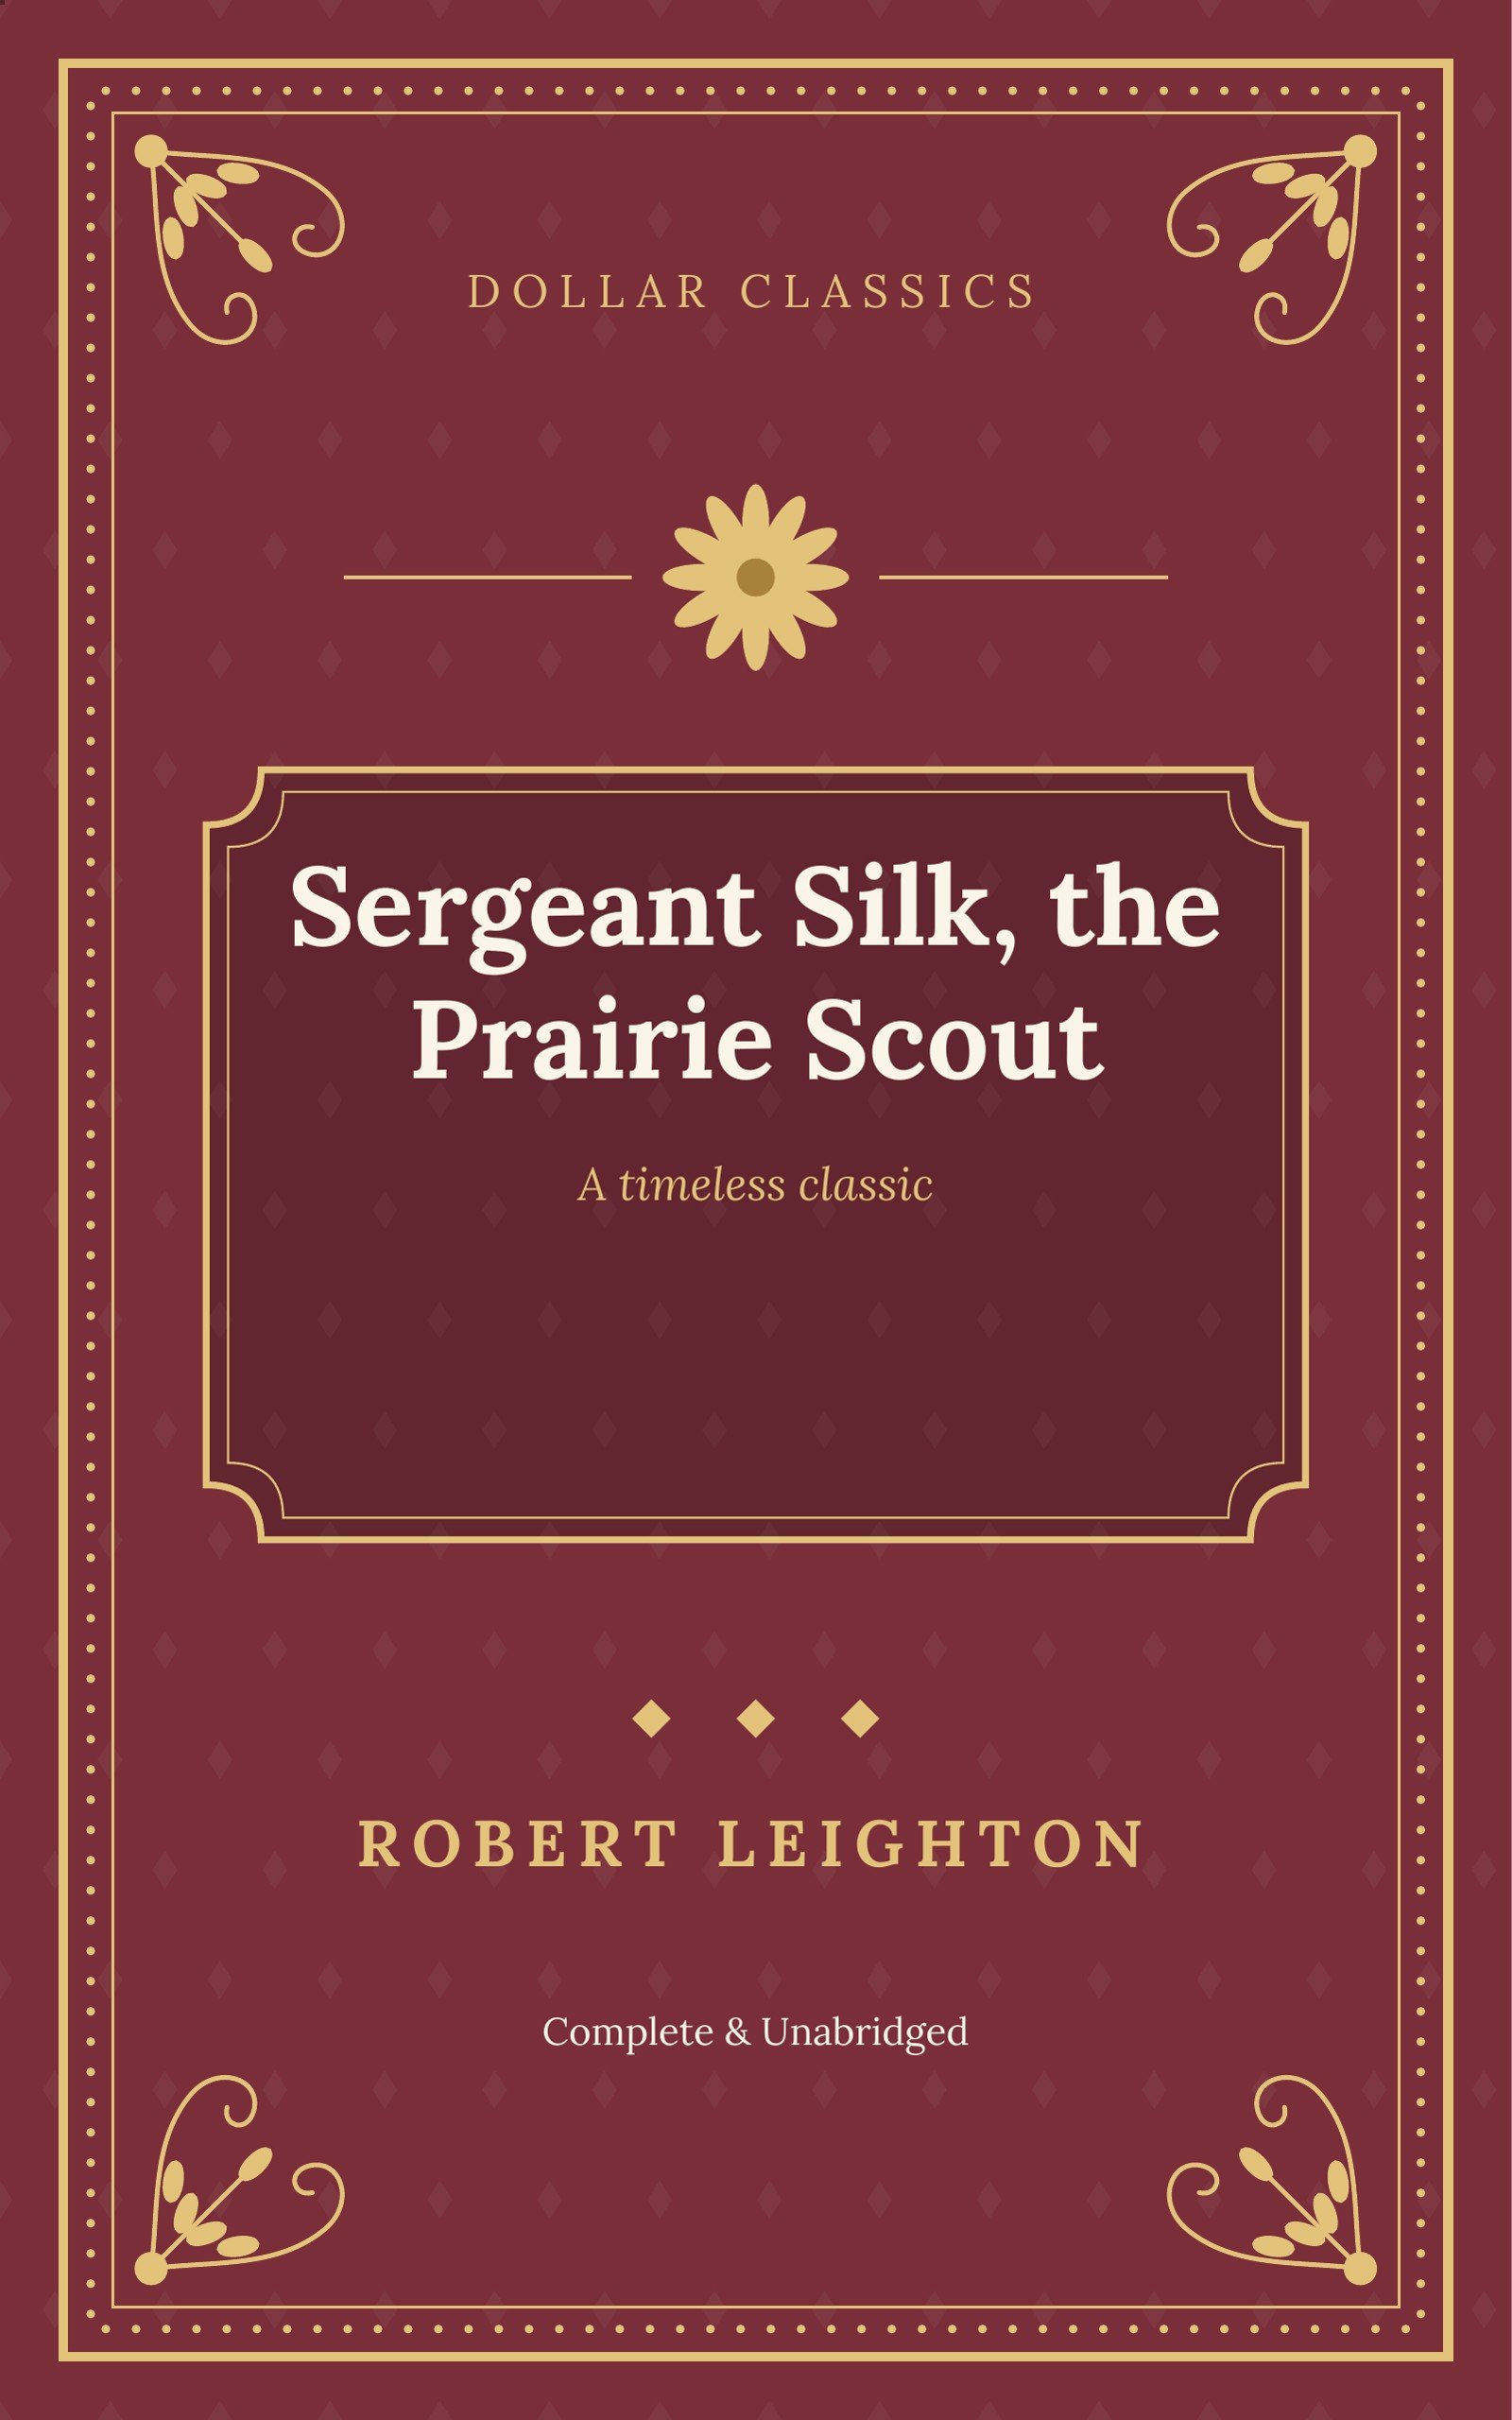 DOLLAR CLASSICS
Sergeant Silk, the
Prairie Scout
A timeless classic
ROBERT LEIGHTON
Complete & Unabridged